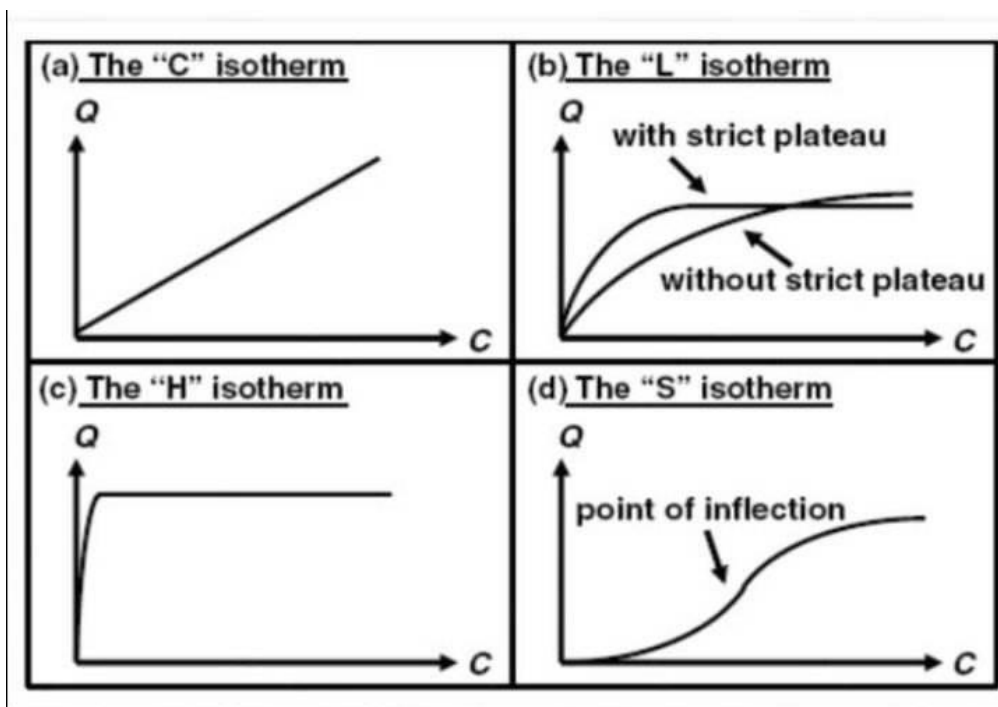 (a) The “C” isotherm
Q
C
(b) The “L” isotherm
Q
with strict plateau
without strict plateau
C
(c) The “H” isotherm
Q
C
(d) The “S” isotherm
Q
point of inflection
C